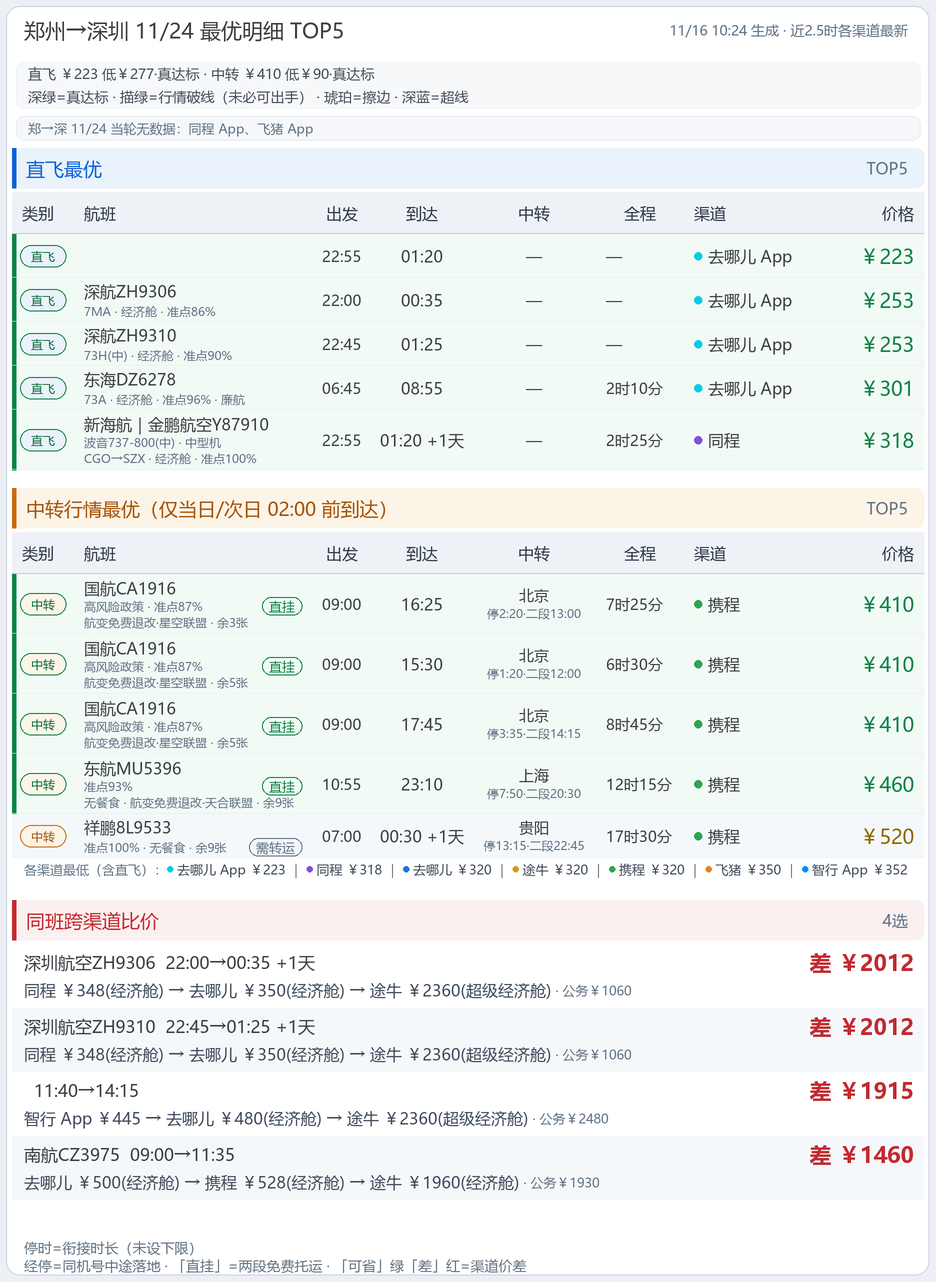 郑州→深圳 11/24 最优明细 TOP5
11/16 10:24 生成 · 近2.5时各渠道最新
直飞 ¥223 低¥277·真达标 · 中转 ¥410 低¥90·真达标
深绿=真达标 · 描绿=行情破线（未必可出手） · 琥珀=擦边 · 深蓝=超线
郑→深 11/24 当轮无数据：同程 App、飞猪 App
直飞最优 TOP5
类别 航班 出发 到达 中转 全程 渠道 价格
直飞 22:55 01:20 — — 去哪儿 App ¥223
直飞 深航ZH9306 22:00 00:35 — — 去哪儿 App ¥253
7MA · 经济舱 · 准点86%
直飞 深航ZH9310 22:45 01:25 — — 去哪儿 App ¥253
73H(中) · 经济舱 · 准点90%
直飞 东海DZ6278 06:45 08:55 — 2时10分 去哪儿 App ¥301
73A · 经济舱 · 准点96% · 廉航
直飞 新海航｜金鹏航空Y87910 22:55 01:20 +1天 — 2时25分 同程 ¥318
波音737-800(中) · 中型机
CGO→SZX · 经济舱 · 准点100%
中转行情最优（仅当日/次日 02:00 前到达） TOP5
类别 航班 出发 到达 中转 全程 渠道 价格
中转 国航CA1916 直挂 09:00 16:25 北京 7时25分 携程 ¥410
高风险政策 · 准点87% 停2:20·二段13:00
航变免费退改·星空联盟 · 余3张
中转 国航CA1916 直挂 09:00 15:30 北京 6时30分 携程 ¥410
高风险政策 · 准点87% 停1:20·二段12:00
航变免费退改·星空联盟 · 余5张
中转 国航CA1916 直挂 09:00 17:45 北京 8时45分 携程 ¥410
高风险政策 · 准点87% 停3:35·二段14:15
航变免费退改·星空联盟 · 余5张
中转 东航MU5396 直挂 10:55 23:10 上海 12时15分 携程 ¥460
准点93% 停7:50·二段20:30
无餐食 · 航变免费退改·天合联盟 · 余9张
中转 祥鹏8L9533 07:00 00:30 +1天 贵阳 17时30分 携程 ¥520
准点100% · 无餐食 · 余9张 需转运 停13:15·二段22:45
各渠道最低（含直飞）: 去哪儿 App ¥223 | 同程 ¥318 | 去哪儿 ¥320 | 途牛 ¥320 | 携程 ¥320 | 飞猪 ¥350 | 智行 App ¥352
同班跨渠道比价 4选
深圳航空ZH9306 22:00→00:35 +1天 差 ¥2012
同程 ¥348(经济舱) → 去哪儿 ¥350(经济舱) → 途牛 ¥2360(超级经济舱) · 公务¥1060
深圳航空ZH9310 22:45→01:25 +1天 差 ¥2012
同程 ¥348(经济舱) → 去哪儿 ¥350(经济舱) → 途牛 ¥2360(超级经济舱) · 公务¥1060
11:40→14:15 差 ¥1915
智行 App ¥445 → 去哪儿 ¥480(经济舱) → 途牛 ¥2360(超级经济舱) · 公务¥2480
南航CZ3975 09:00→11:35 差 ¥1460
去哪儿 ¥500(经济舱) → 携程 ¥528(经济舱) → 途牛 ¥1960(经济舱) · 公务¥1930
停时=衔接时长（未设下限）
经停=同机号中途落地 · 「直挂」=两段免费托运 · 「可省」绿「差」红=渠道价差